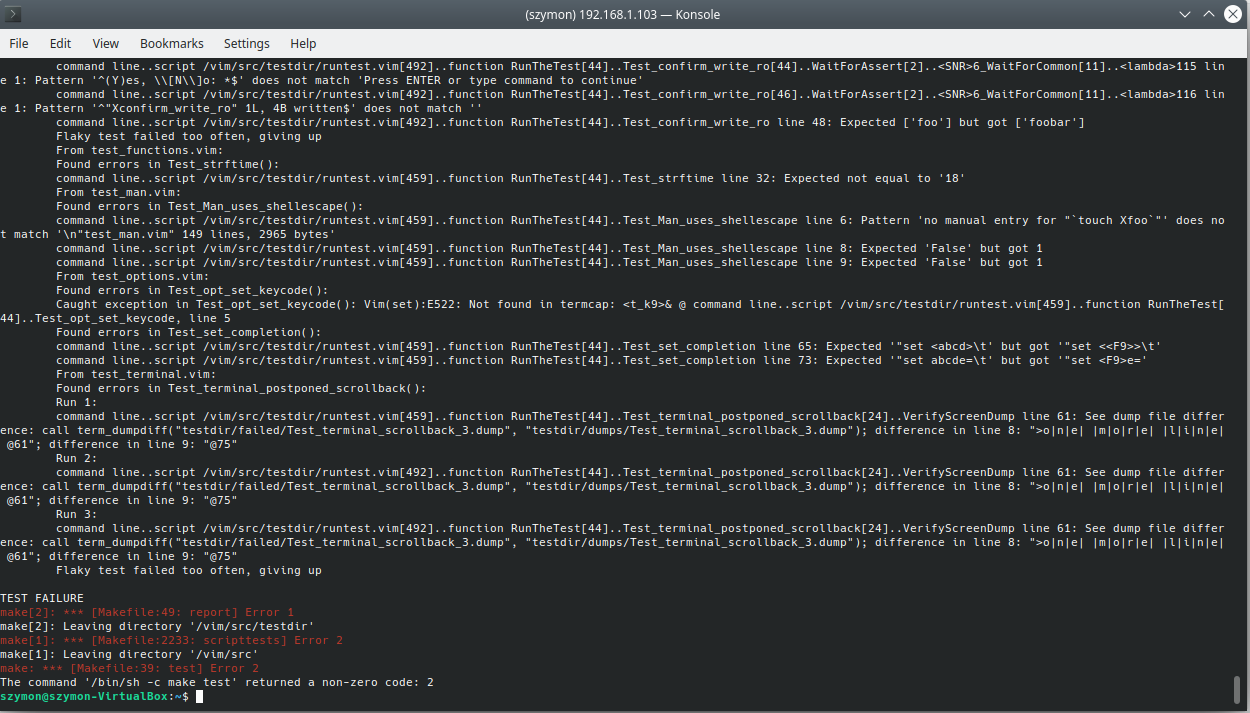 (szymon) 192.168.1.103 — Konsole
File Edit View Bookmarks Settings Help
command line..script /vim/src/testdir/runtest.vim[492]..function RunTheTest[44]..Test_confirm_write_ro[44]..WaitForAssert[2]..<SNR>6_WaitForCommon[11]..<lambda>115 lin
e 1: Pattern '^(Y)es, \\[N\\]o: *$' does not match 'Press ENTER or type command to continue'
command line..script /vim/src/testdir/runtest.vim[492]..function RunTheTest[44]..Test_confirm_write_ro[46]..WaitForAssert[2]..<SNR>6_WaitForCommon[11]..<lambda>116 lin
e 1: Pattern '^"Xconfirm_write_ro" 1L, 4B written$' does not match ''
command line..script /vim/src/testdir/runtest.vim[492]..function RunTheTest[44]..Test_confirm_write_ro line 48: Expected ['foo'] but got ['foobar']
Flaky test failed too often, giving up
From test_functions.vim:
Found errors in Test_strftime():
command line..script /vim/src/testdir/runtest.vim[459]..function RunTheTest[44]..Test_strftime line 32: Expected not equal to '18'
From test_man.vim:
Found errors in Test_Man_uses_shellescape():
command line..script /vim/src/testdir/runtest.vim[459]..function RunTheTest[44]..Test_Man_uses_shellescape line 6: Pattern 'no manual entry for "`touch Xfoo`"' does no
t match '\n"test_man.vim" 149 lines, 2965 bytes'
command line..script /vim/src/testdir/runtest.vim[459]..function RunTheTest[44]..Test_Man_uses_shellescape line 8: Expected 'False' but got 1
command line..script /vim/src/testdir/runtest.vim[459]..function RunTheTest[44]..Test_Man_uses_shellescape line 9: Expected 'False' but got 1
From test_options.vim:
Found errors in Test_opt_set_keycode():
Caught exception in Test_opt_set_keycode(): Vim(set):E522: Not found in termcap: <t_k9>& @ command line..script /vim/src/testdir/runtest.vim[459]..function RunTheTest[
44]..Test_opt_set_keycode, line 5
Found errors in Test_set_completion():
command line..script /vim/src/testdir/runtest.vim[459]..function RunTheTest[44]..Test_set_completion line 65: Expected '"set <abcd>\t' but got '"set <<F9>>\t'
command line..script /vim/src/testdir/runtest.vim[459]..function RunTheTest[44]..Test_set_completion line 73: Expected '"set abcde=\t' but got '"set <F9>e='
From test_terminal.vim:
Found errors in Test_terminal_postponed_scrollback():
Run 1:
command line..script /vim/src/testdir/runtest.vim[459]..function RunTheTest[44]..Test_terminal_postponed_scrollback[24]..VerifyScreenDump line 61: See dump file differ
ence: call term_dumpdiff("testdir/failed/Test_terminal_scrollback_3.dump", "testdir/dumps/Test_terminal_scrollback_3.dump"); difference in line 8: ">o|n|e| |m|o|r|e| |l|i|n|e|
@61"; difference in line 9: "@75"
Run 2:
command line..script /vim/src/testdir/runtest.vim[492]..function RunTheTest[44]..Test_terminal_postponed_scrollback[24]..VerifyScreenDump line 61: See dump file differ
ence: call term_dumpdiff("testdir/failed/Test_terminal_scrollback_3.dump", "testdir/dumps/Test_terminal_scrollback_3.dump"); difference in line 8: ">o|n|e| |m|o|r|e| |l|i|n|e|
@61"; difference in line 9: "@75"
Run 3:
command line..script /vim/src/testdir/runtest.vim[492]..function RunTheTest[44]..Test_terminal_postponed_scrollback[24]..VerifyScreenDump line 61: See dump file differ
ence: call term_dumpdiff("testdir/failed/Test_terminal_scrollback_3.dump", "testdir/dumps/Test_terminal_scrollback_3.dump"); difference in line 8: ">o|n|e| |m|o|r|e| |l|i|n|e|
@61"; difference in line 9: "@75"
Flaky test failed too often, giving up
TEST FAILURE
make[2]: *** [Makefile:49: report] Error 1
make[2]: Leaving directory '/vim/src/testdir'
make[1]: *** [Makefile:2233: scripttests] Error 2
make[1]: Leaving directory '/vim/src'
make: *** [Makefile:39: test] Error 2
The command '/bin/sh -c make test' returned a non-zero code: 2
szymon@szymon-VirtualBox:~$